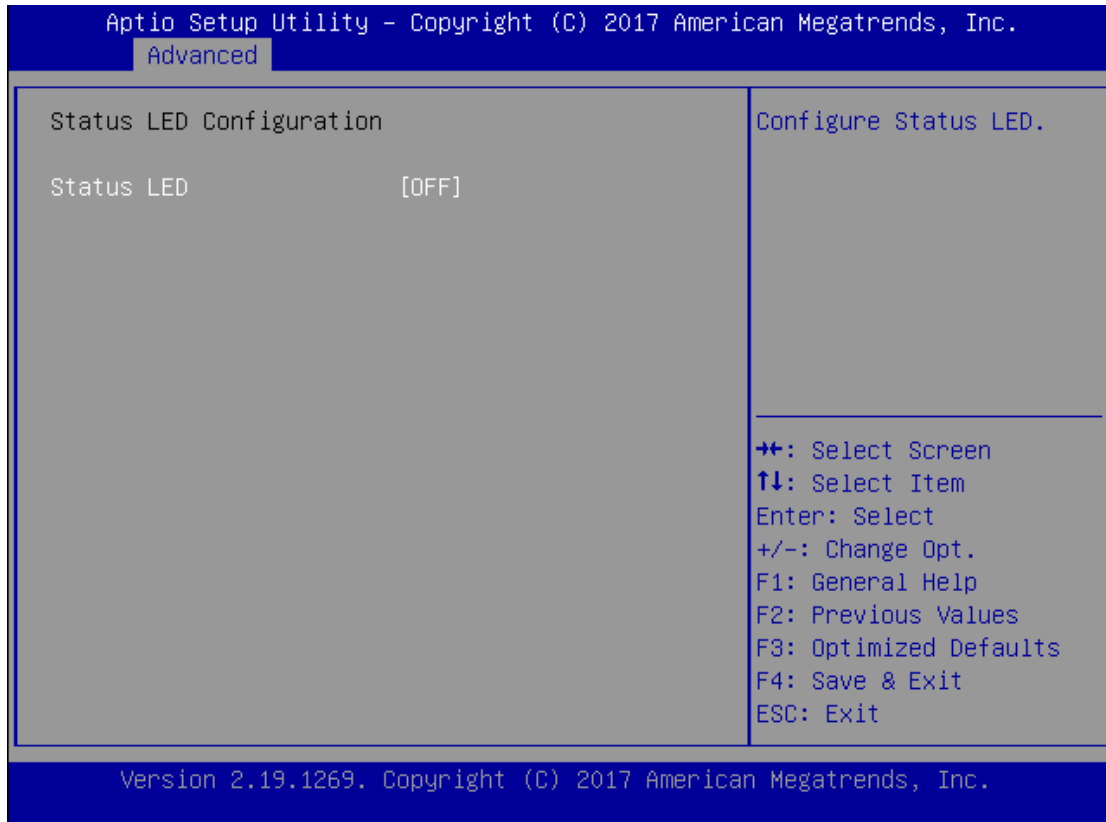 Aptio Setup Utility – Copyright (C) 2017 American Megatrends, Inc.
Advanced
Status LED Configuration
Status LED [OFF]
Configure Status LED.
→←: Select Screen
↑↓: Select Item
Enter: Select
+/-: Change Opt.
F1: General Help
F2: Previous Values
F3: Optimized Defaults
F4: Save & Exit
ESC: Exit
Version 2.19.1269. Copyright (C) 2017 American Megatrends, Inc.